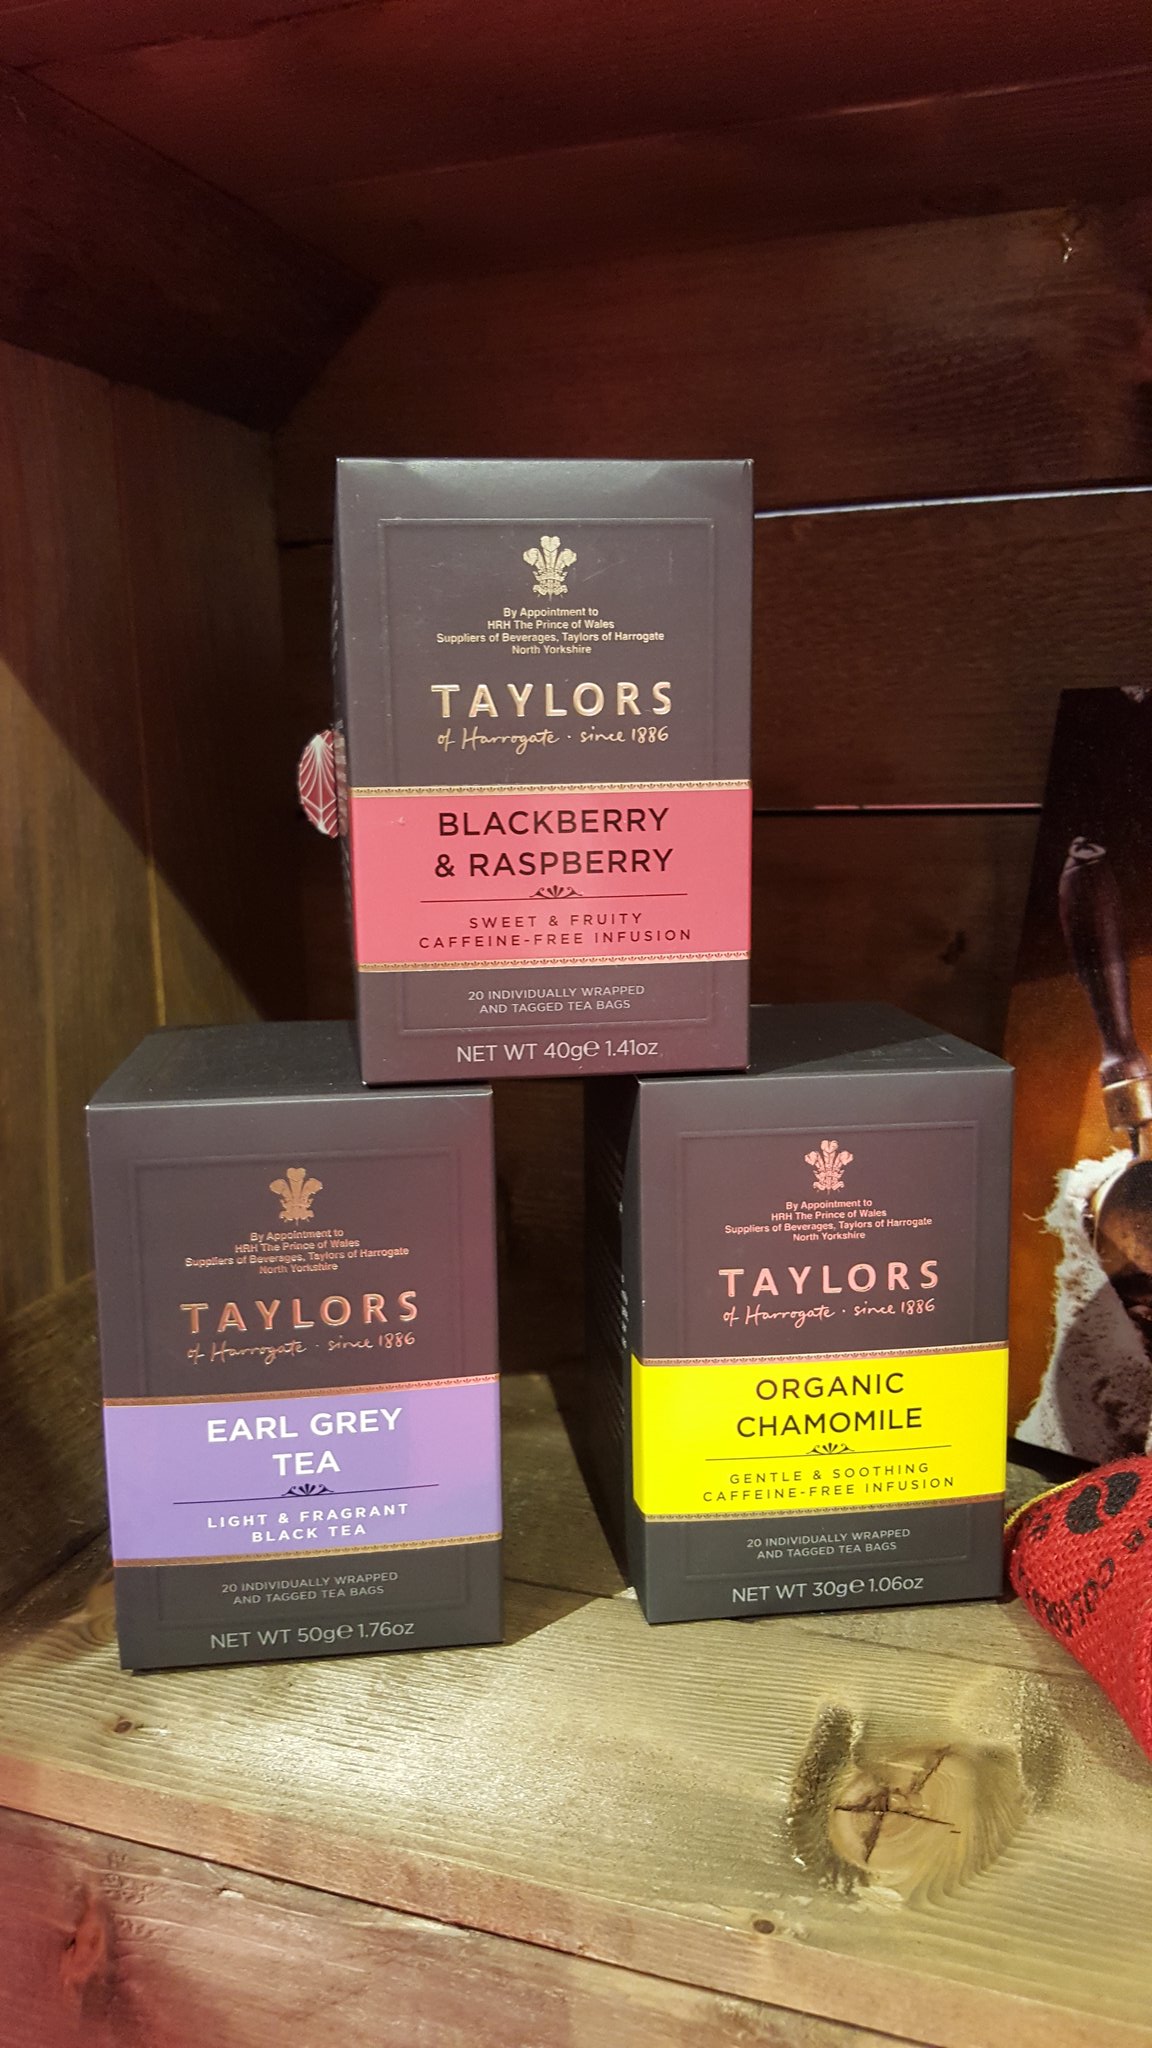 By Appointment to
HRH The Prince of Wales
Suppliers of Beverages, Taylors of Harrogate
North Yorkshire
TAYLORS
of Harrogate · since 1886
BLACKBERRY
& RASPBERRY
SWEET & FRUITY
CAFFEINE-FREE INFUSION
20 INDIVIDUALLY WRAPPED
AND TAGGED TEA BAGS
NET WT 40g℮ 1.41oz
By Appointment to
HRH The Prince of Wales
Suppliers of Beverages, Taylors of Harrogate
North Yorkshire
TAYLORS
of Harrogate · since 1886
EARL GREY
TEA
LIGHT & FRAGRANT
BLACK TEA
20 INDIVIDUALLY WRAPPED
AND TAGGED TEA BAGS
NET WT 50g℮ 1.76oz
By Appointment to
HRH The Prince of Wales
Suppliers of Beverages, Taylors of Harrogate
North Yorkshire
TAYLORS
of Harrogate · since 1886
ORGANIC
CHAMOMILE
GENTLE & SOOTHING
CAFFEINE-FREE INFUSION
20 INDIVIDUALLY WRAPPED
AND TAGGED TEA BAGS
NET WT 30g℮ 1.06oz